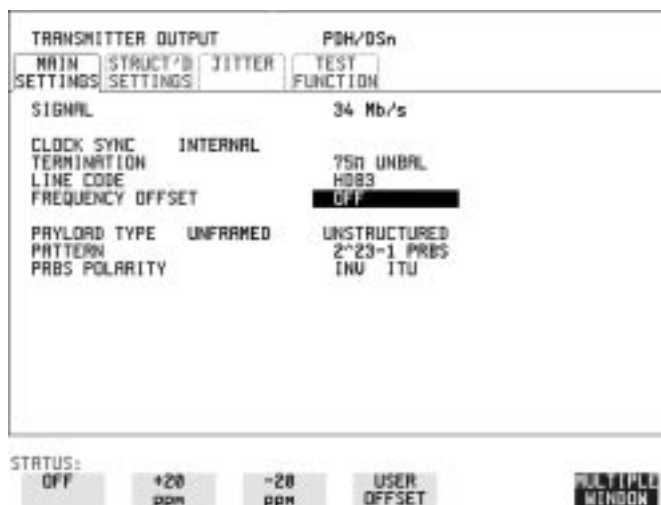 TRANSMITTER OUTPUT PDH/DSn
MAIN SETTINGS STRUCT'D SETTINGS JITTER TEST FUNCTION
SIGNAL 34 Mb/s
CLOCK SYNC INTERNAL
TERMINATION 75Ω UNBAL
LINE CODE HDB3
FREQUENCY OFFSET OFF
PAYLOAD TYPE UNFRAMED UNSTRUCTURED
PATTERN 2^23-1 PRBS
PRBS POLARITY INV ITU
STATUS:
OFF +20 PPM -20 PPM USER OFFSET MULTIPLE WINDOW